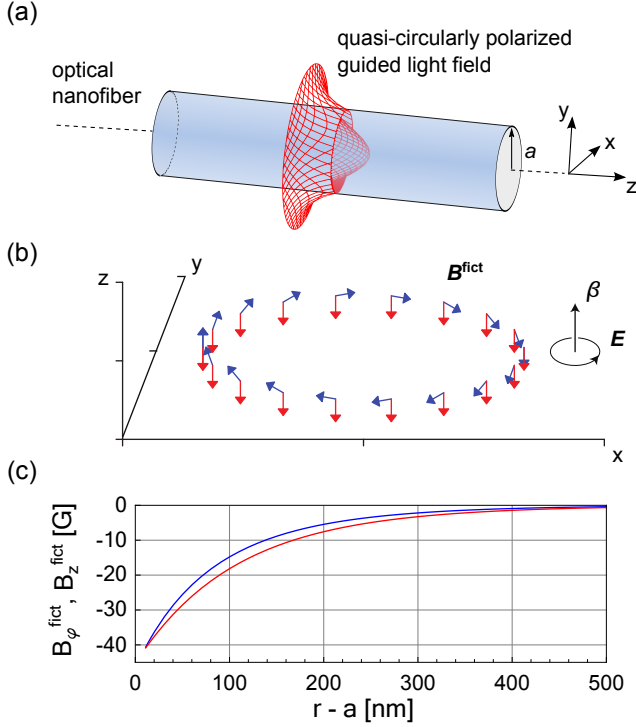 (a)
quasi-circularly polarized
guided light field
optical
nanofiber
y
a
x
z
(b)
z
y
B^fict
β
E
x
(c)
B_φ^fict, B_z^fict [G]
0
-10
-20
-30
-40
0 100 200 300 400 500
r - a [nm]